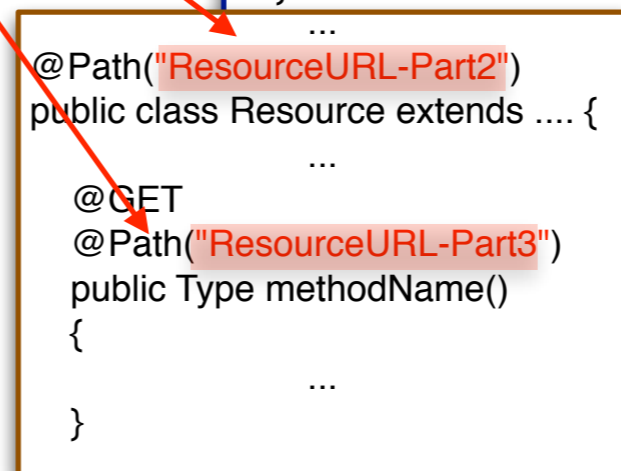 ...
@Path("ResourceURL-Part2")
public class Resource extends .... {
...
@GET
@Path("ResourceURL-Part3")
public Type methodName()
{
...
}